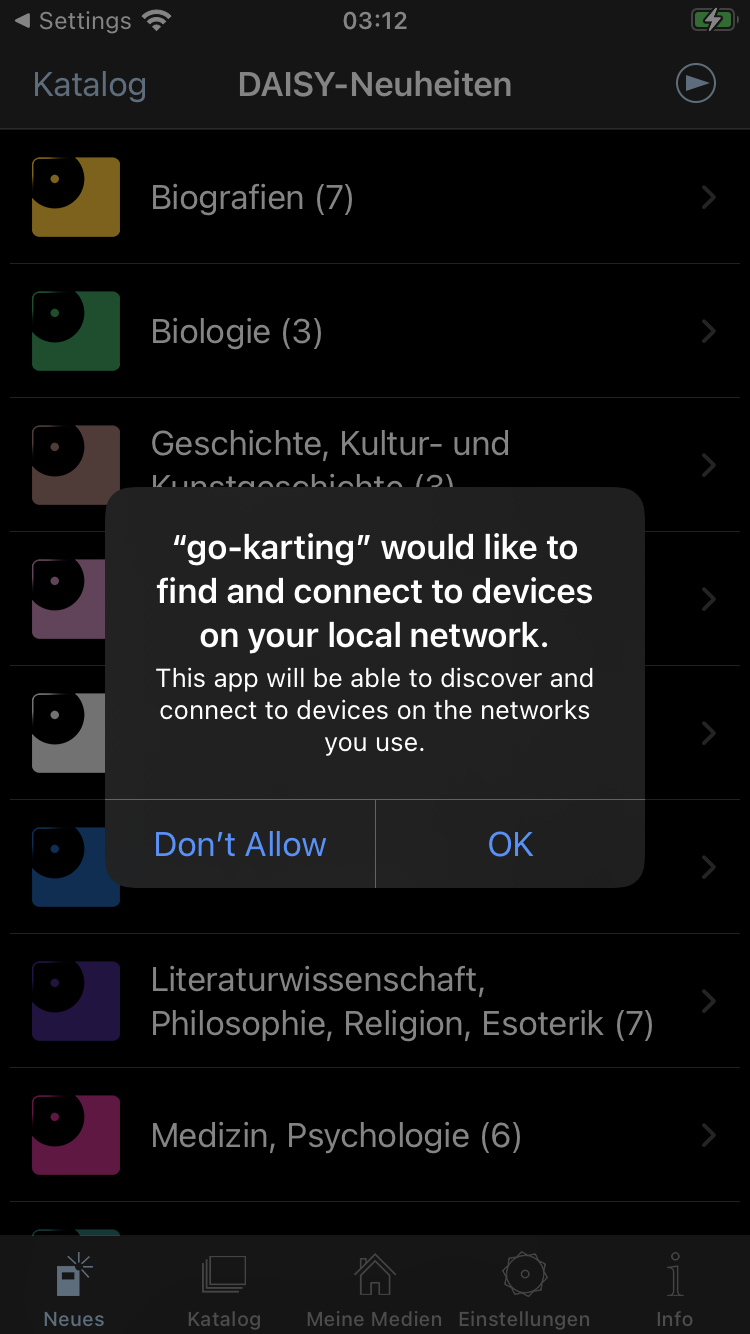 Settings
03:12
Katalog
DAISY-Neuheiten
Biografien (7)
Biologie (3)
Geschichte, Kultur- und
Kunstgeschichte (3)
“go-karting” would like to
find and connect to devices
on your local network.
This app will be able to discover and
connect to devices on the networks
you use.
Don’t Allow
OK
Literaturwissenschaft,
Philosophie, Religion, Esoterik (7)
Medizin, Psychologie (6)
Neues
Katalog
Meine Medien
Einstellungen
Info